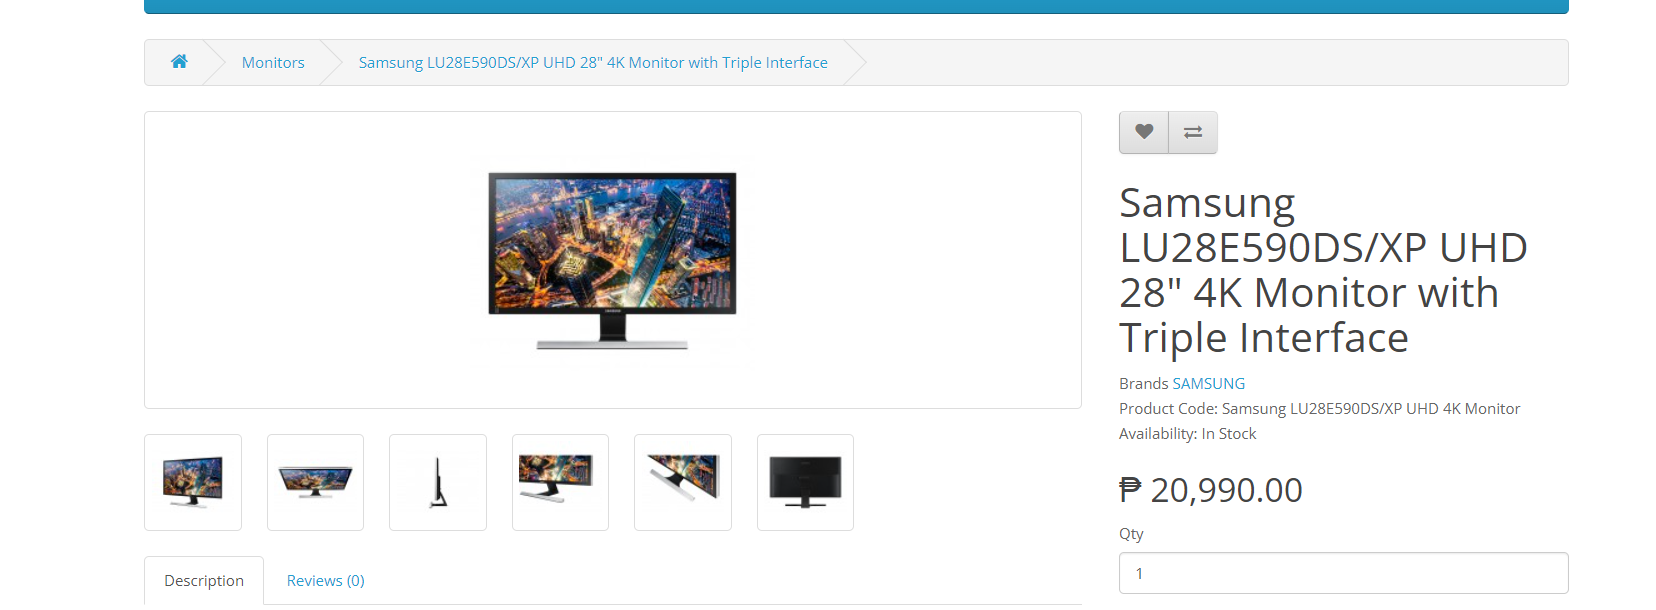 Monitors
Samsung LU28E590DS/XP UHD 28" 4K Monitor with Triple Interface
Samsung
LU28E590DS/XP UHD
28" 4K Monitor with
Triple Interface
Brands SAMSUNG
Product Code: Samsung LU28E590DS/XP UHD 4K Monitor
Availability: In Stock
₱ 20,990.00
Qty
1
Description
Reviews (0)